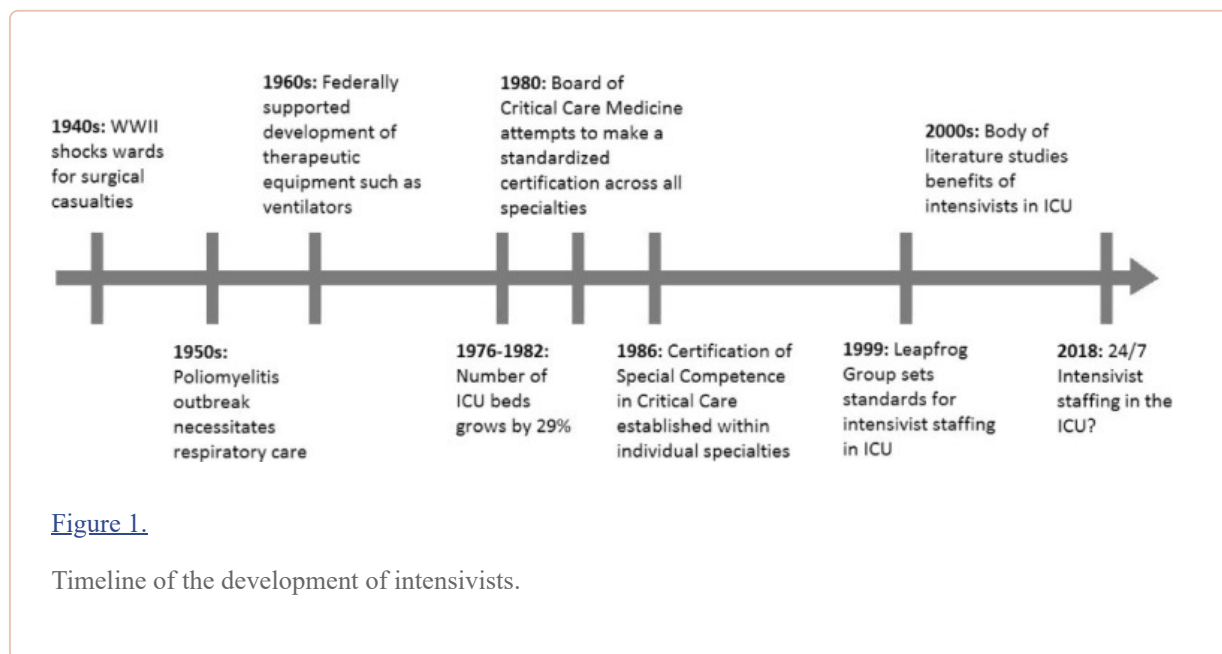 1940s: WWII
shocks wards
for surgical
casualties
1950s:
Poliomyelitis
outbreak
necessitates
respiratory care
1960s: Federally
supported
development of
therapeutic
equipment such as
ventilators
1976-1982:
Number of
ICU beds
grows by 29%
1980: Board of
Critical Care Medicine
attempts to make a
standardized
certification across all
specialties
1986: Certification of
Special Competence
in Critical Care
established within
individual specialties
1999: Leapfrog
Group sets
standards for
intensivist staffing
in ICU
2000s: Body of
literature studies
benefits of
intensivists in ICU
2018: 24/7
Intensivist
staffing in the
ICU?
Figure 1.
Timeline of the development of intensivists.